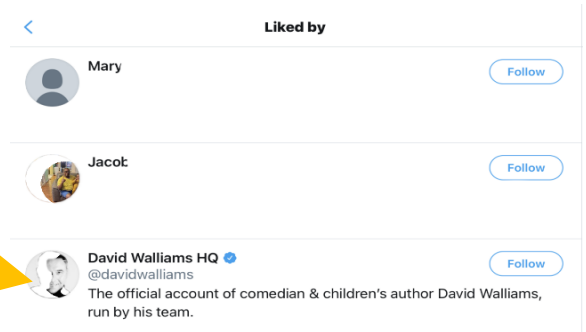 Liked by
Mary
Follow
Jacob
Follow
David Walliams HQ
Follow
@davidwalliams
The official account of comedian & children's author David Walliams,
run by his team.